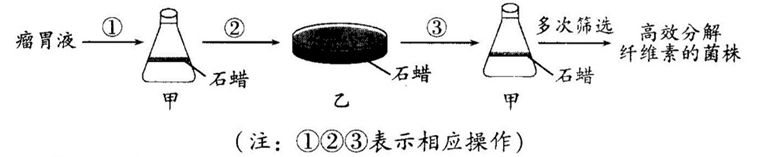 瘤胃液 ① ② ③ 多次筛选 高效分解
纤维素的菌株
石蜡 石蜡 石蜡
甲 乙 甲
(注：①②③表示相应操作)